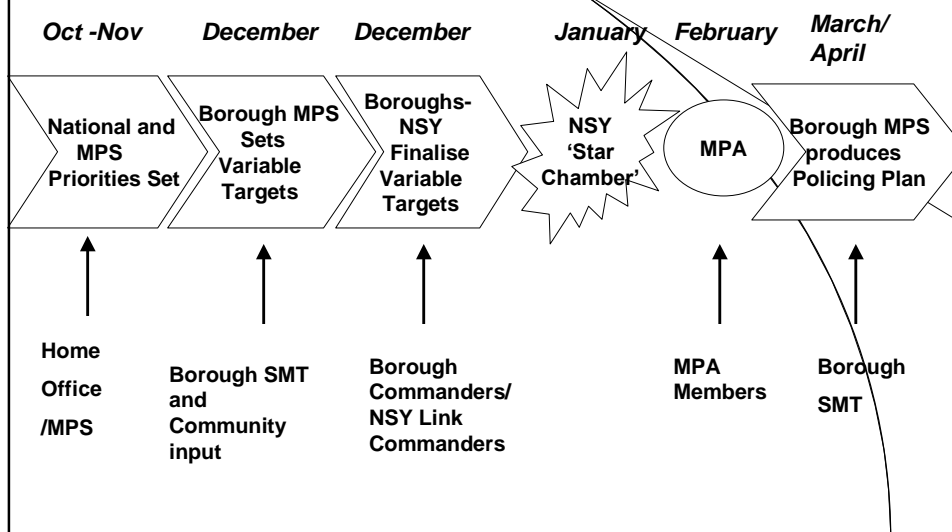 Oct -Nov
December
December
January
February
March/
April
National and
MPS
Priorities Set
Borough MPS
Sets
Variable
Targets
Boroughs-
NSY
Finalise
Variable
Targets
NSY
‘Star
Chamber’
MPA
Borough MPS
produces
Policing Plan
Home
Office
/MPS
Borough SMT
and
Community
input
Borough
Commanders/
NSY Link
Commanders
MPA
Members
Borough
SMT